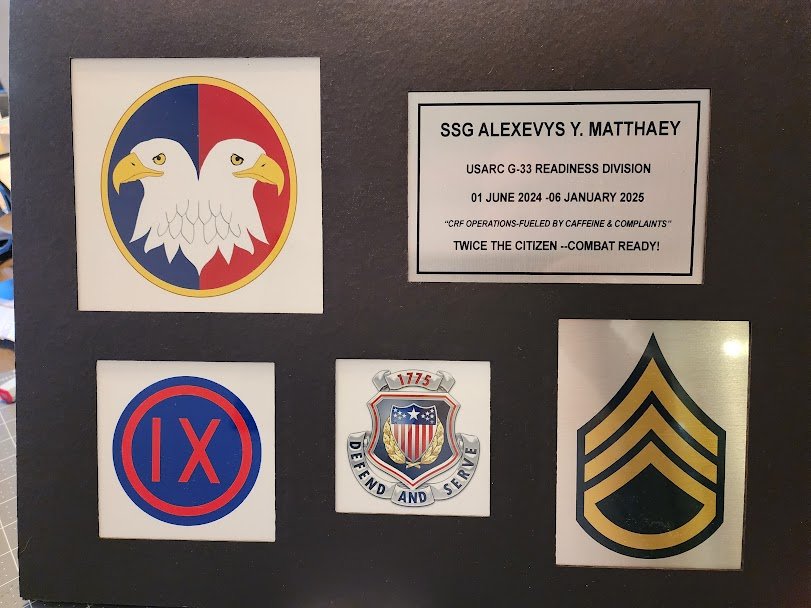 SSG ALEXEVYS Y. MATTHAEY
USARC G-33 READINESS DIVISION
01 JUNE 2024 -06 JANUARY 2025
“CRF OPERATIONS-FUELED BY CAFFEINE & COMPLAINTS”
TWICE THE CITIZEN --COMBAT READY!
IX
1775
DEFEND AND SERVE